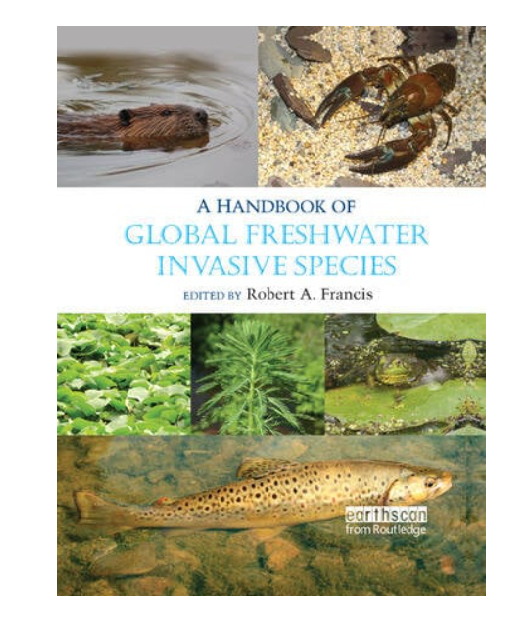 A HANDBOOK OF
GLOBAL FRESHWATER
INVASIVE SPECIES
EDITED BY Robert A. Francis
earthscan
from Routledge